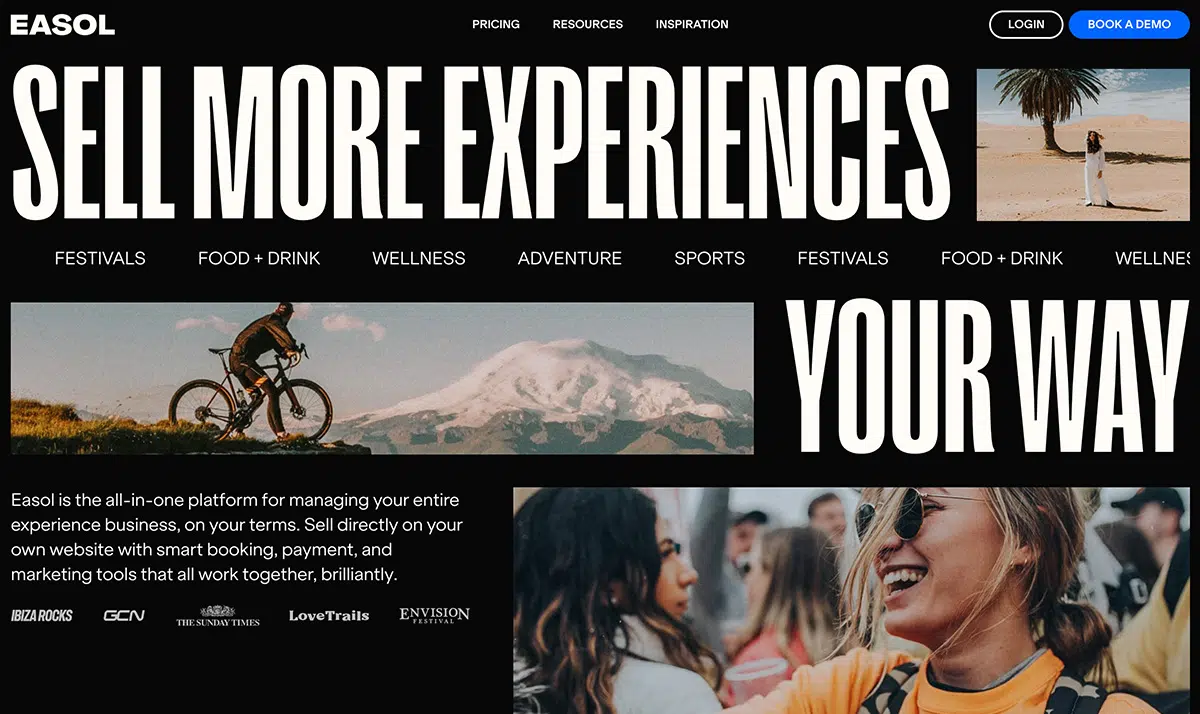 EASOL
PRICING RESOURCES INSPIRATION
LOGIN
BOOK A DEMO
SELL MORE EXPERIENCES
FESTIVALS FOOD + DRINK WELLNESS ADVENTURE SPORTS FESTIVALS FOOD + DRINK WELLNES
YOUR WAY
Easol is the all-in-one platform for managing your entire
experience business, on your terms. Sell directly on your
own website with smart booking, payment, and
marketing tools that all work together, brilliantly.
IBIZA ROCKS
GCN
THE SUNDAY TIMES
LoveTrails
ENVISION
FESTIVAL